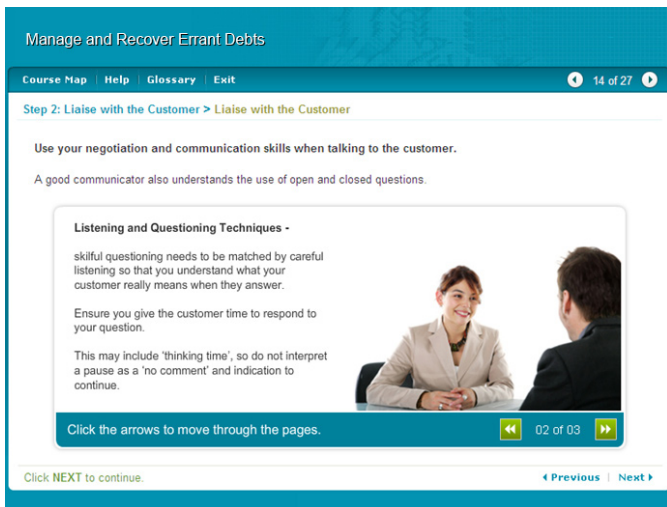 Manage and Recover Errant Debts
Course Map | Help | Glossary | Exit
14 of 27
Step 2: Liaise with the Customer > Liaise with the Customer
Use your negotiation and communication skills when talking to the customer.
A good communicator also understands the use of open and closed questions.
Listening and Questioning Techniques -
skilful questioning needs to be matched by careful
listening so that you understand what your
customer really means when they answer.
Ensure you give the customer time to respond to
your question.
This may include 'thinking time', so do not interpret
a pause as a 'no comment' and indication to
continue.
Click the arrows to move through the pages.
02 of 03
Click NEXT to continue.
Previous | Next